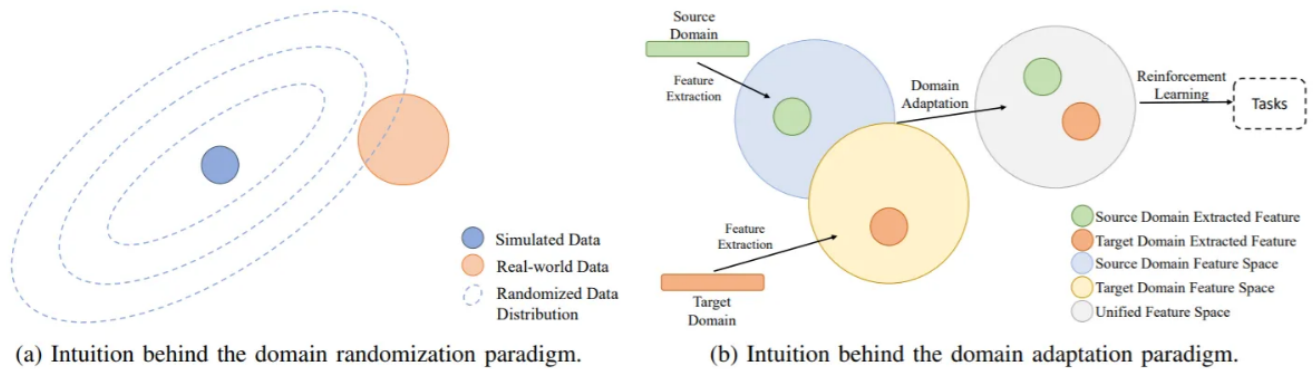 Simulated Data
Real-world Data
Randomized Data
Distribution
(a) Intuition behind the domain randomization paradigm.
Source
Domain
Feature
Extraction
Domain
Adaptation
Reinforcement
Learning
Tasks
Feature
Extraction
Target
Domain
Source Domain Extracted Feature
Target Domain Extracted Feature
Source Domain Feature Space
Target Domain Feature Space
Unified Feature Space
(b) Intuition behind the domain adaptation paradigm.